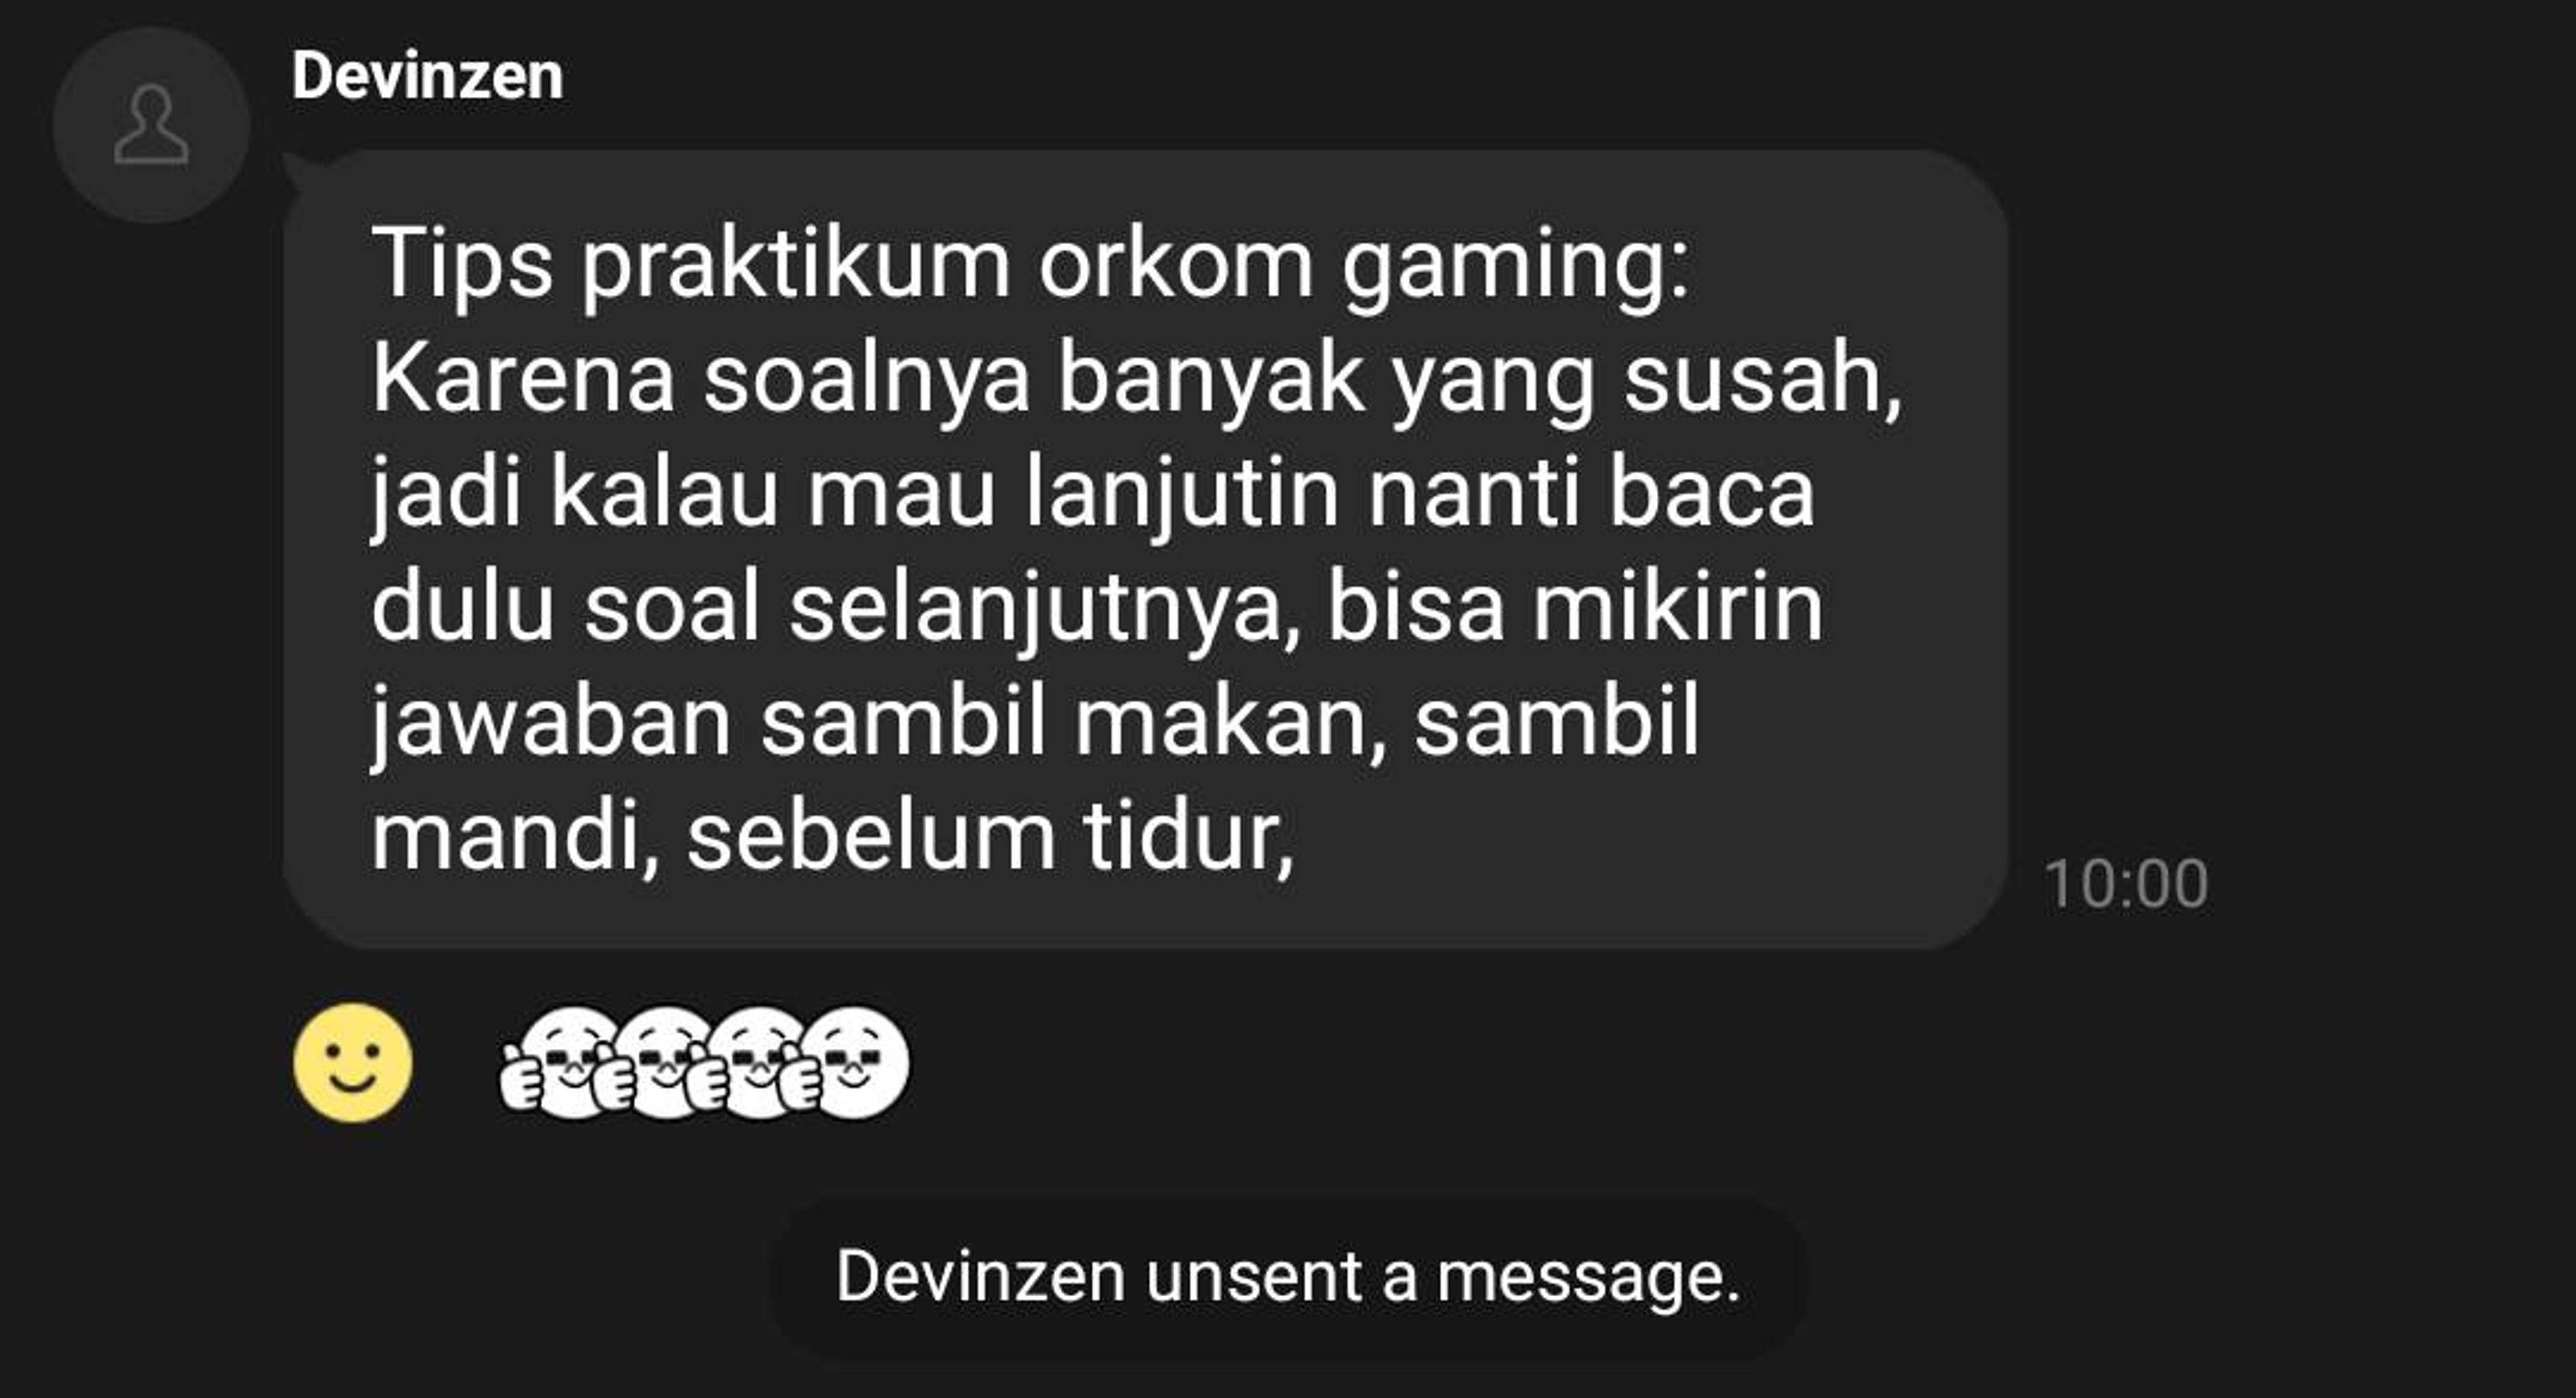 Devinzen
Tips praktikum orkom gaming:
Karena soalnya banyak yang susah,
jadi kalau mau lanjutin nanti baca
dulu soal selanjutnya, bisa mikirin
jawaban sambil makan, sambil
mandi, sebelum tidur,
10:00
Devinzen unsent a message.